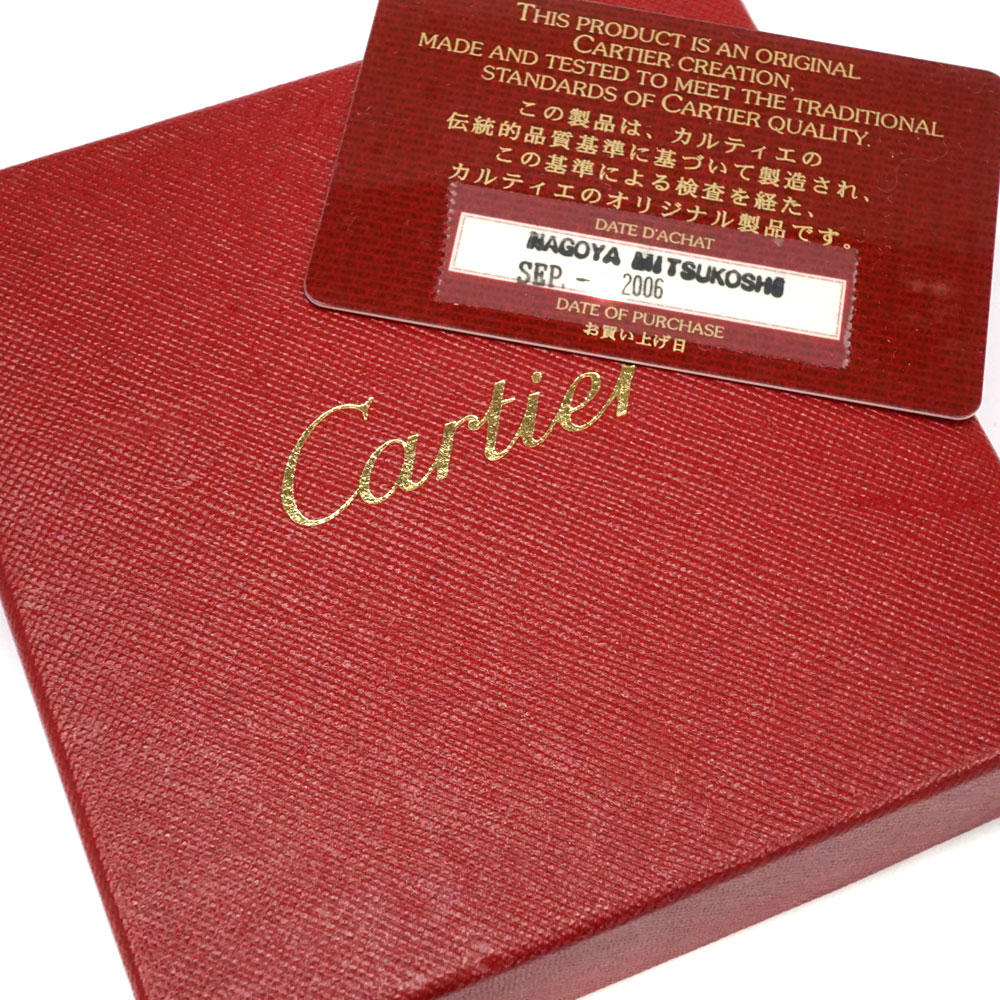 THIS PRODUCT IS AN ORIGINAL
CARTIER CREATION,
MADE AND TESTED TO MEET THE TRADITIONAL
STANDARDS OF CARTIER QUALITY.
この製品は、カルティエの
伝統的品質基準に基づいて製造され、
この基準による検査を経た、
カルティエのオリジナル製品です。
DATE D'ACHAT
NAGOYA MITSUKOSHI
SEP. - 2006
DATE OF PURCHASE
お買い上げ日
Cartier